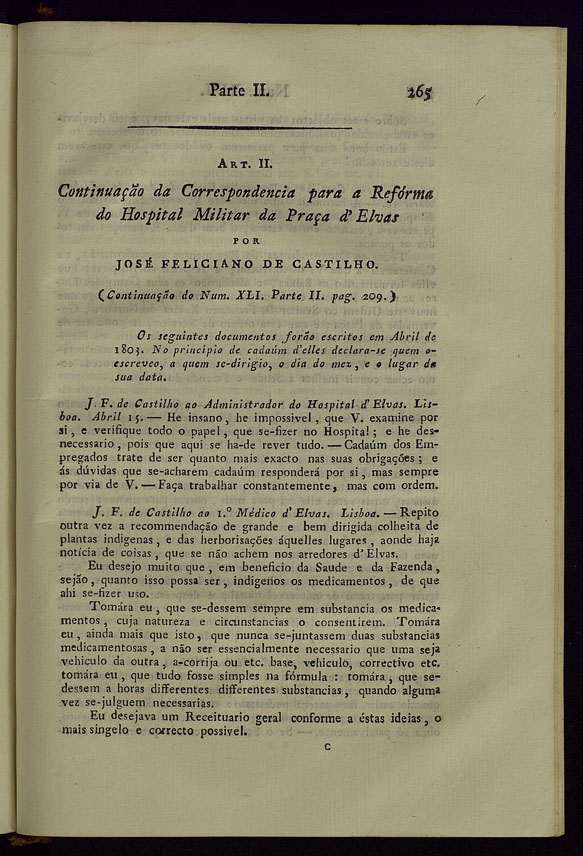 Parte II. 265
ART. II.
Continuação da Correspondencia para a Refórma
do Hospital Militar da Praça d'Elvas
POR
JOSÉ FELICIANO DE CASTILHO.
(Continuação do Num. XLI. Parte II. pag. 209.)
Os seguintes documentos forão escritos em Abril de
1803. No principio de cadaúm d'elles declara-se quem o-
escreveo, a quem se-dirigio, o dia do mez, e o lugar da
sua data.
J. F. de Castilho ao Administrador do Hospital d'Elvas. Lis-
boa. Abril 15. — He insano, he impossivel, que V. examine por
si, e verifique todo o papel, que se-fizer no Hospital; e he des-
necessario, pois que aqui se ha-de rever tudo. — Cadaúm dos Em-
pregados trate de ser quanto mais exacto nas suas obrigações; e
ás dúvidas que se-acharem cadaúm responderá por si, mas sempre
por via de V. — Faça trabalhar constantemente, mas com ordem.
J. F. de Castilho ao 1.º Médico d'Elvas. Lisboa. — Repito
outra vez a recommendação de grande e bem dirigida colheita de
plantas indigenas, e das herborisações áquelles lugares, aonde haja
notícia de coisas, que se não achem nos arredores d'Elvas.
Eu desejo muito que, em beneficio da Saude e da Fazenda,
sejão, quanto isso possa ser, indigenos os medicamentos, de que
ahi se-fizer uso.
Tomára eu, que se-dessem sempre em substancia os medica-
mentos, cuja natureza e circunstancias o consentirem. Tomára
eu, ainda mais que isto, que nunca se-juntassem duas substancias
medicamentosas, a não ser essencialmente necessario que uma seja
vehiculo da outra, a-corrija ou etc. base, vehiculo, correctivo etc.
tomára eu, que tudo fosse simples na fórmula: tomára, que se-
dessem a horas differentes differentes substancias, quando alguma
vez se-julguem necessarias.
Eu desejava um Receituario geral conforme a éstas ideias, o
mais singelo e correcto possivel.
C